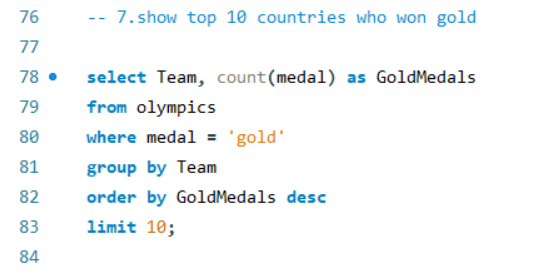 76 -- 7.show top 10 countries who won gold
77
78 select Team, count(medal) as GoldMedals
79 from olympics
80 where medal = 'gold'
81 group by Team
82 order by GoldMedals desc
83 limit 10;
84